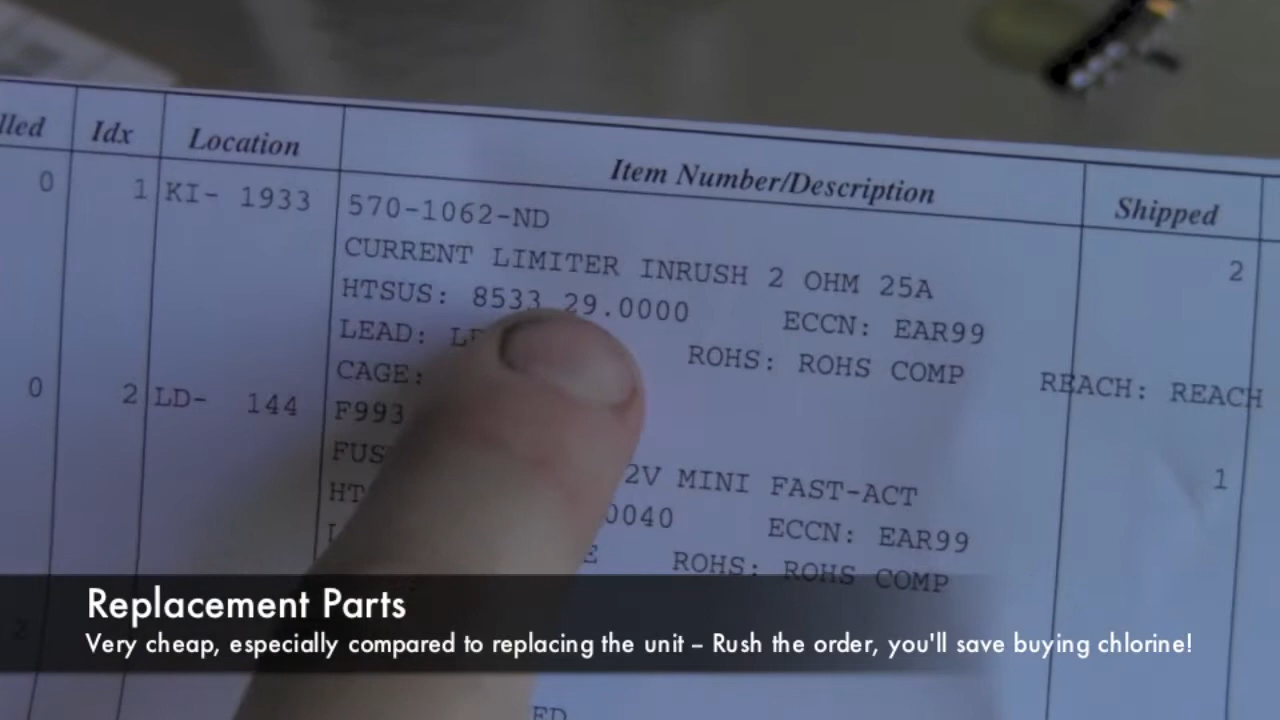 Idx Location Item Number/Description Shipped
0 1 KI- 1933 570-1062-ND 2
CURRENT LIMITER INRUSH 2 OHM 25A
HTSUS: 8533.29.0000 ECCN: EAR99
LEAD: ROHS: ROHS COMP REACH: REACH
CAGE:
0 2 LD- 144 F993 1
2V MINI FAST-ACT
0040 ECCN: EAR99
ROHS: ROHS COMP
Replacement Parts
Very cheap, especially compared to replacing the unit – Rush the order, you'll save buying chlorine!
2